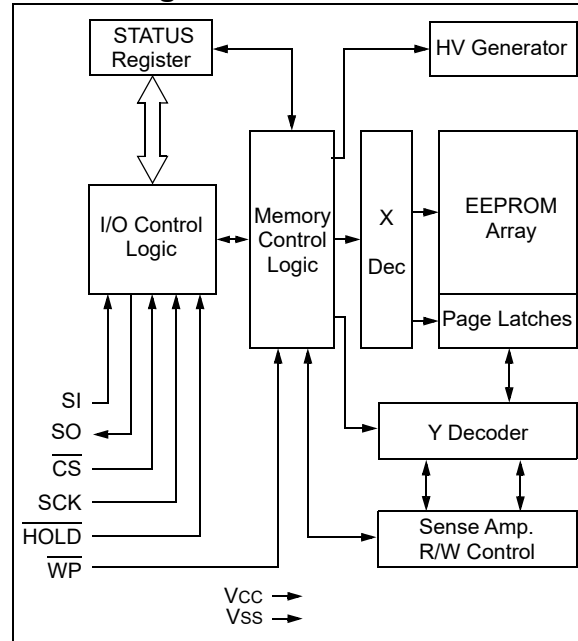 STATUS
Register
HV Generator
I/O Control
Logic
Memory
Control
Logic
X
Dec
EEPROM
Array
Page Latches
SI
SO
CS
SCK
HOLD
WP
Y Decoder
Sense Amp.
R/W Control
VCC
VSS